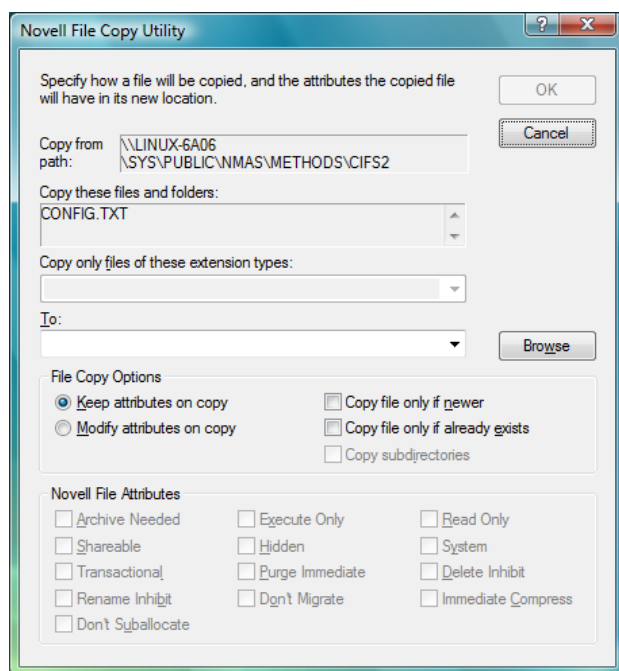 Novell File Copy Utility
Specify how a file will be copied, and the attributes the copied file
will have in its new location.
OK
Cancel
Copy from
path:
\\LINUX-6A06
\SYS\PUBLIC\NMAS\METHODS\CIFS2
Copy these files and folders:
CONFIG.TXT
Copy only files of these extension types:
To:
Browse
File Copy Options
Keep attributes on copy
Copy file only if newer
Modify attributes on copy
Copy file only if already exists
Copy subdirectories
Novell File Attributes
Archive Needed
Execute Only
Read Only
Shareable
Hidden
System
Transactional
Purge Immediate
Delete Inhibit
Rename Inhibit
Don't Migrate
Immediate Compress
Don't Suballocate